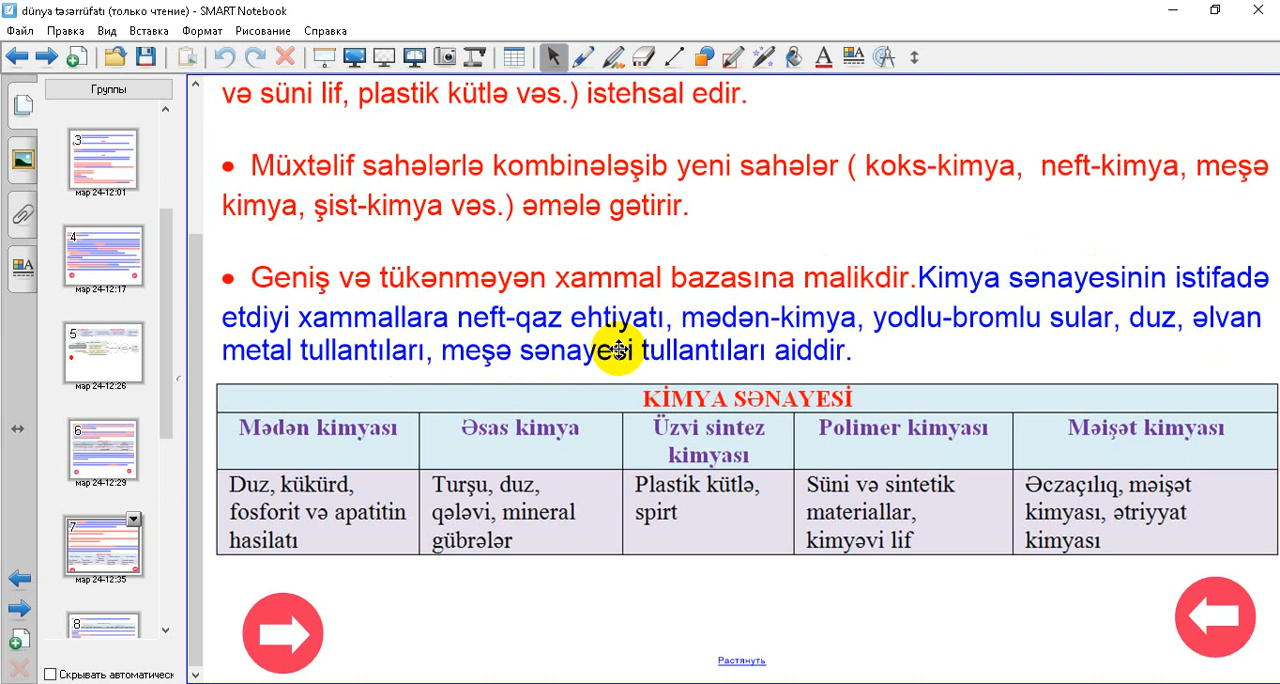 dünya təsərrüfatı (только чтение) - SMART Notebook
Файл Правка Вид Вставка Формат Рисование Справка
Группы
3
мар 24-12:01
4
мар 24-12:17
5
мар 24-12:26
6
мар 24-12:29
7
мар 24-12:35
8
Скрывать автоматическ
və süni lif, plastik kütlə vəs.) istehsal edir.
• Müxtəlif sahələrlə kombinələşib yeni sahələr ( koks-kimya, neft-kimya, meşə
kimya, şist-kimya vəs.) əmələ gətirir.
• Geniş və tükənməyən xammal bazasına malikdir.Kimya sənayesinin istifadə
etdiyi xammallara neft-qaz ehtiyatı, mədən-kimya, yodlu-bromlu sular, duz, əlvan
metal tullantıları, meşə sənayesi tullantıları aiddir.
KİMYA SƏNAYESİ
Mədən kimyası
Əsas kimya
Üzvi sintez
kimyası
Polimer kimyası
Məişət kimyası
Duz, kükürd,
fosforit və apatitin
hasilatı
Turşu, duz,
qələvi, mineral
gübrələr
Plastik kütlə,
spirt
Süni və sintetik
materiallar,
kimyəvi lif
Əczaçılıq, məişət
kimyası, ətriyyat
kimyası
Растянуть